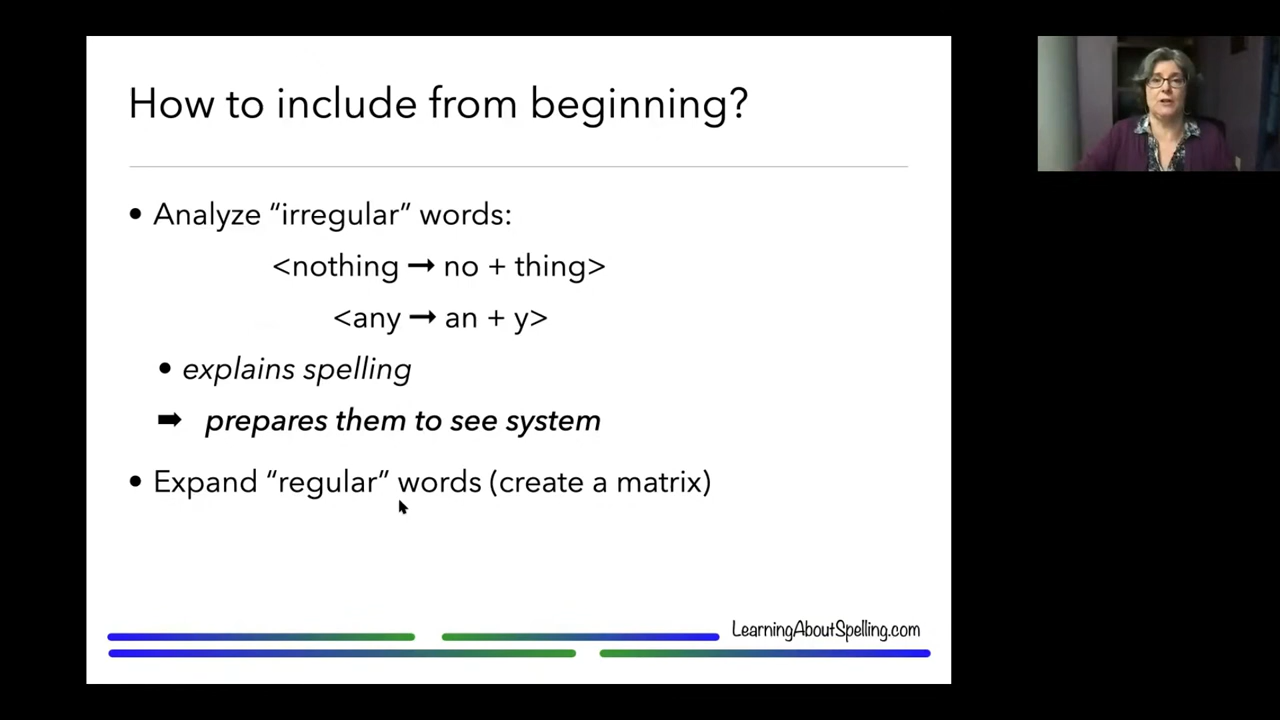 How to include from beginning?
• Analyze “irregular” words:
<nothing → no + thing>
<any → an + y>
• explains spelling
➡ prepares them to see system
• Expand “regular” words (create a matrix)
LearningAboutSpelling.com